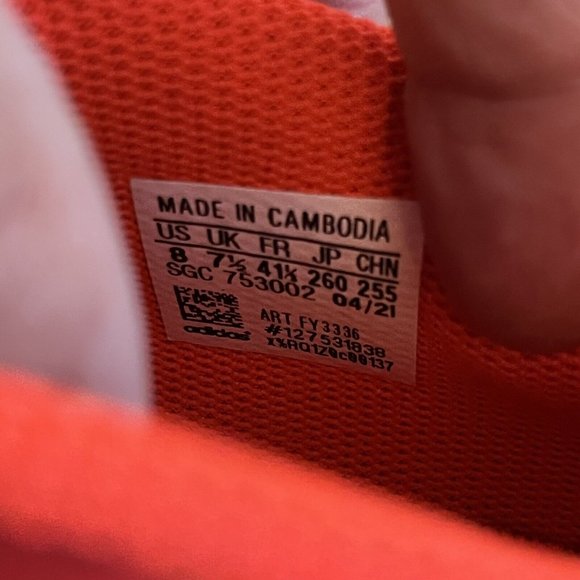 MADE IN CAMBODIA
US UK FR JP CHN
8 7½ 41⅓ 260 255
SGC 753002 04/21
ART FY3336
#127531838
X%RQ1Z0c00137
adidas